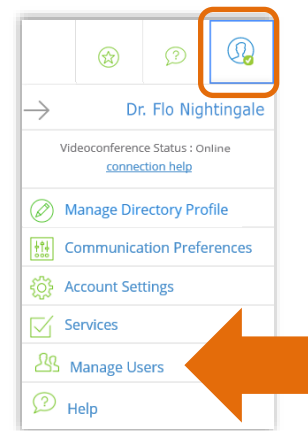 Dr. Flo Nightingale
Videoconference Status : Online
connection help
Manage Directory Profile
Communication Preferences
Account Settings
Services
Manage Users
Help